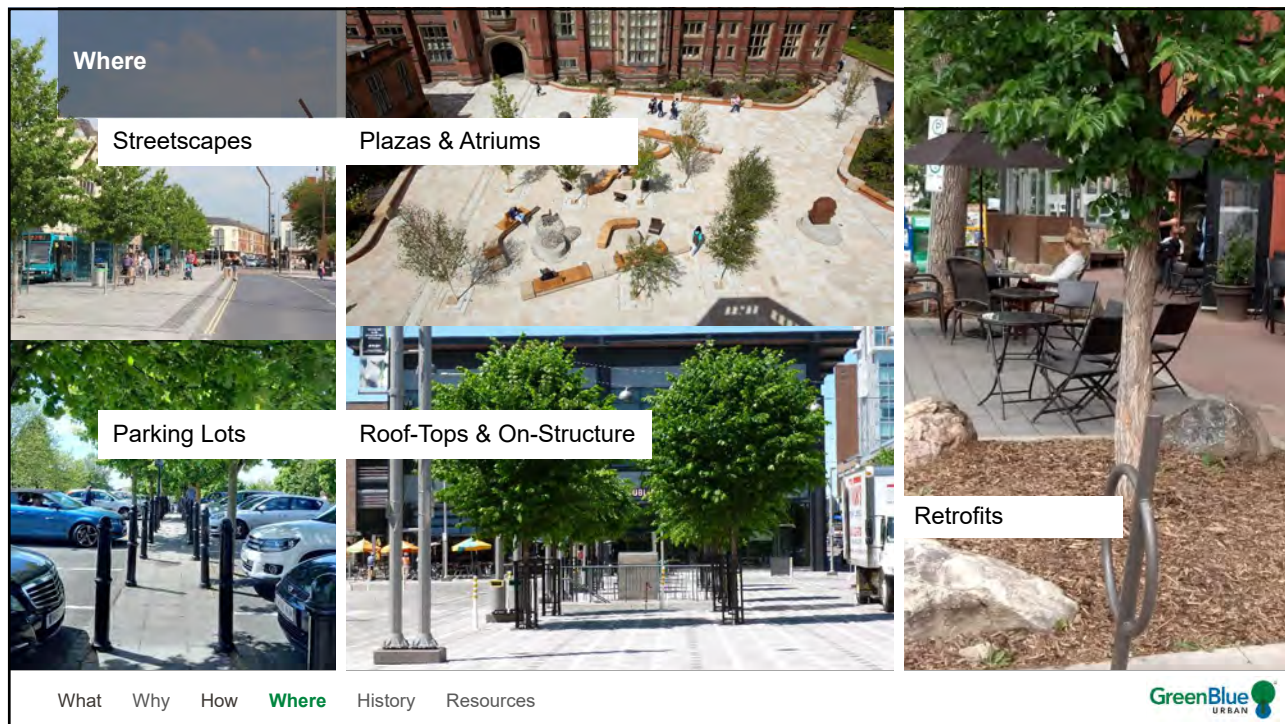 Where
Streetscapes
Plazas & Atriums
Parking Lots
Roof-Tops & On-Structure
Retrofits
What Why How Where History Resources
GreenBlue
URBAN